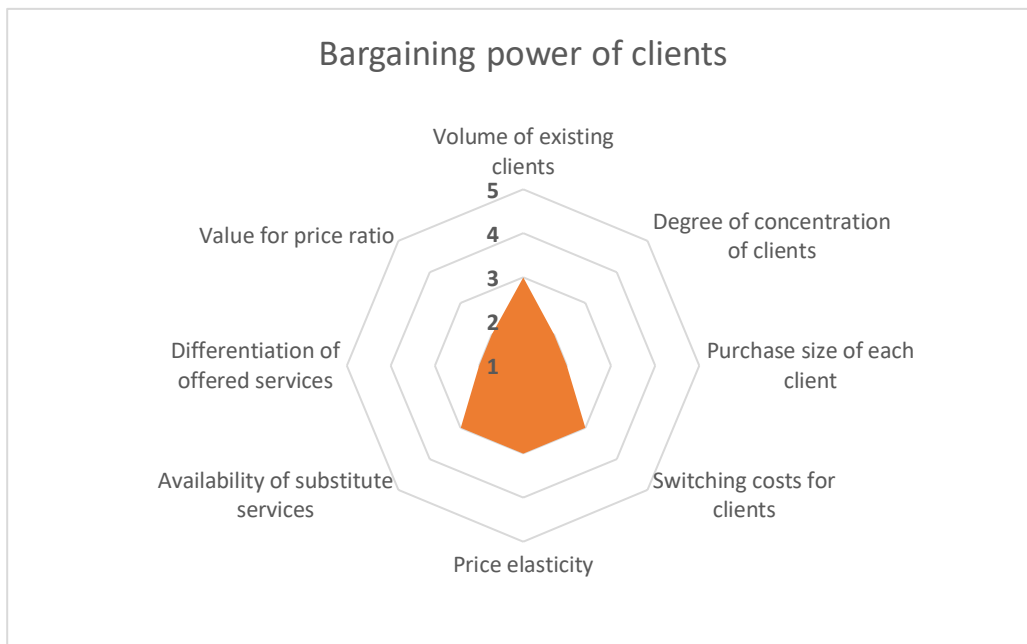 Bargaining power of clients
Volume of existing
clients
Degree of concentration
of clients
Purchase size of each
client
Switching costs for
clients
Price elasticity
Availability of substitute
services
Differentiation of
offered services
Value for price ratio
5
4
3
2
1